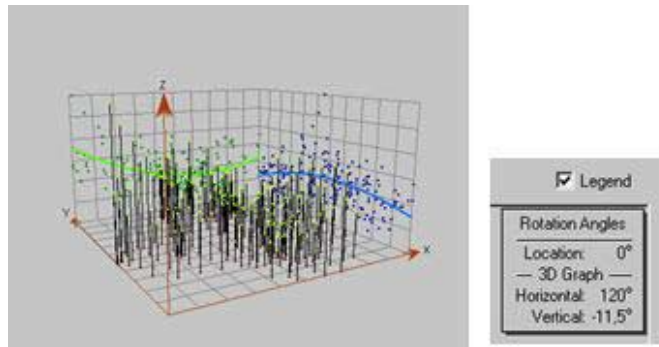 Z
Y
X
Legend
Rotation Angles
Location: 0°
3D Graph
Horizontal: 120°
Vertical: -11,5°